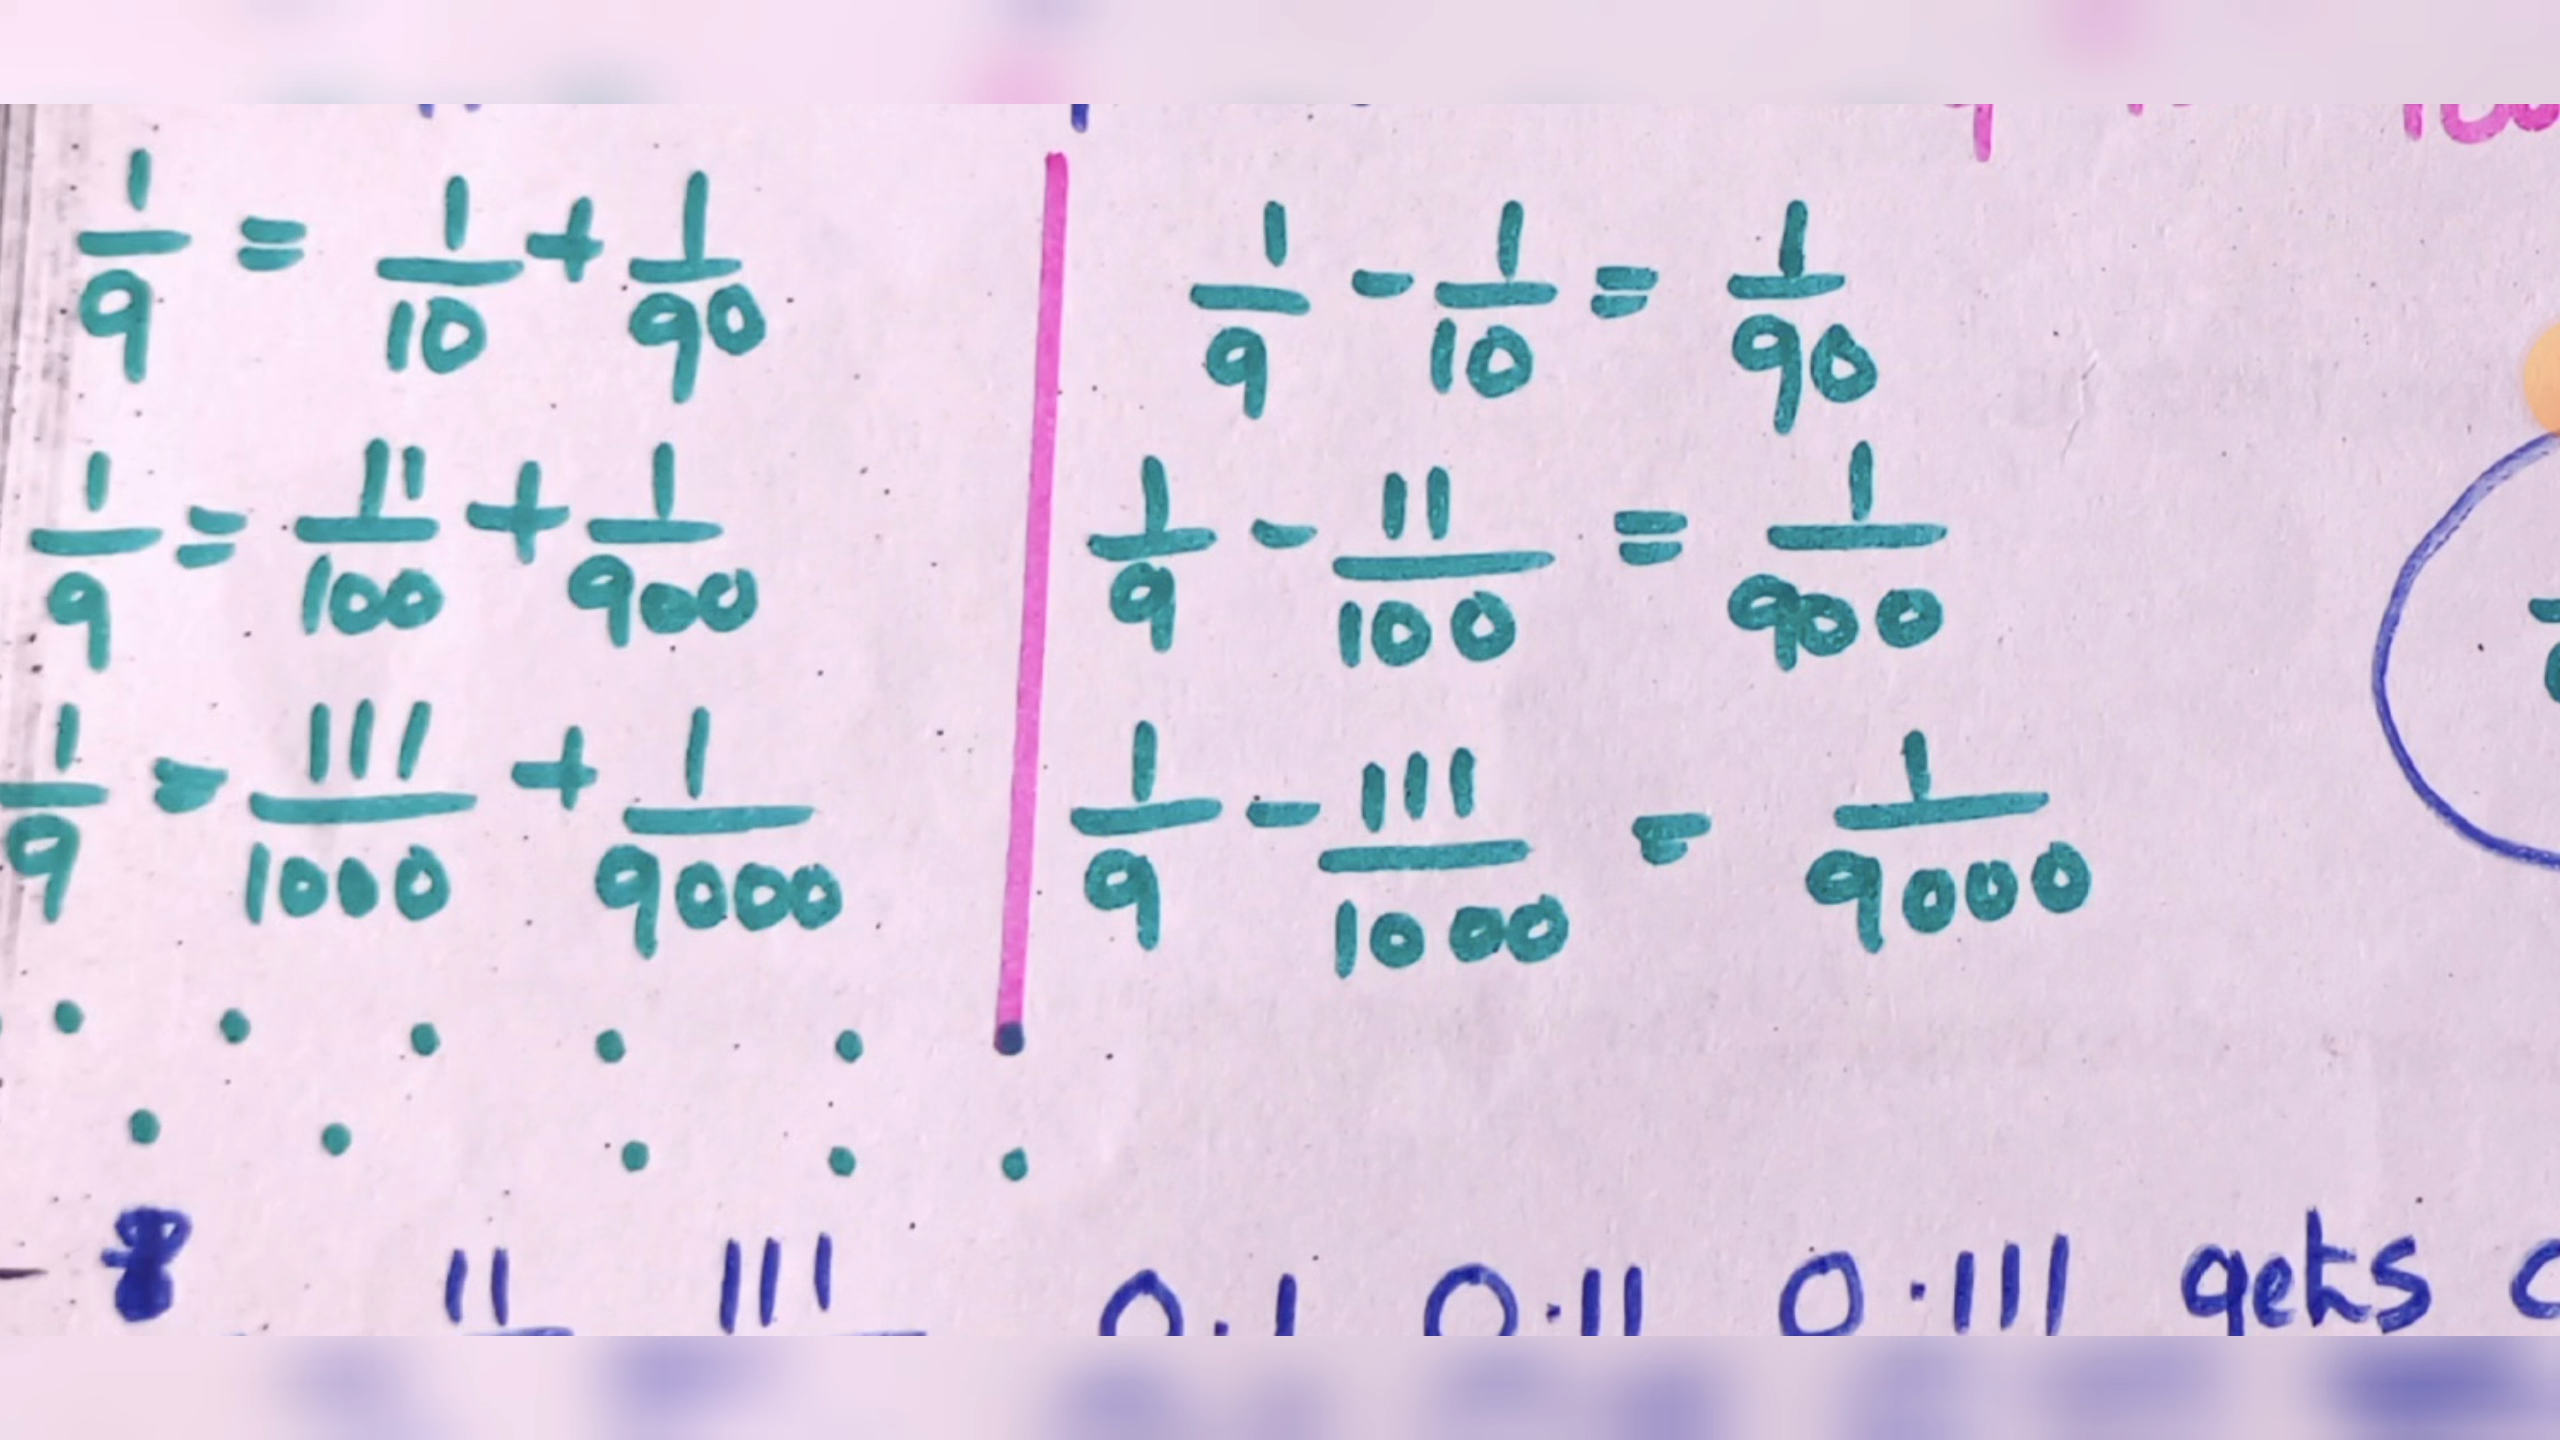 1/9 = 1/10 + 1/90
1/9 - 1/10 = 1/90
1/9 = 11/100 + 1/900
1/9 - 11/100 = 1/900
1/9 = 111/1000 + 1/9000
1/9 - 111/1000 = 1/9000
. . . . .
. . . . .
11 111 0.1 0.11 0.111 gets